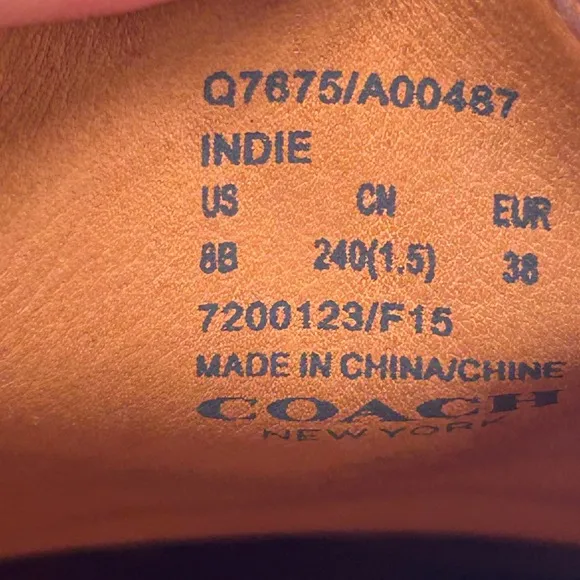 Q7675/A00487
INDIE
US CN EUR
8B 240(1.5) 38
7200123/F15
MADE IN CHINA/CHINE
COACH
NEW YORK